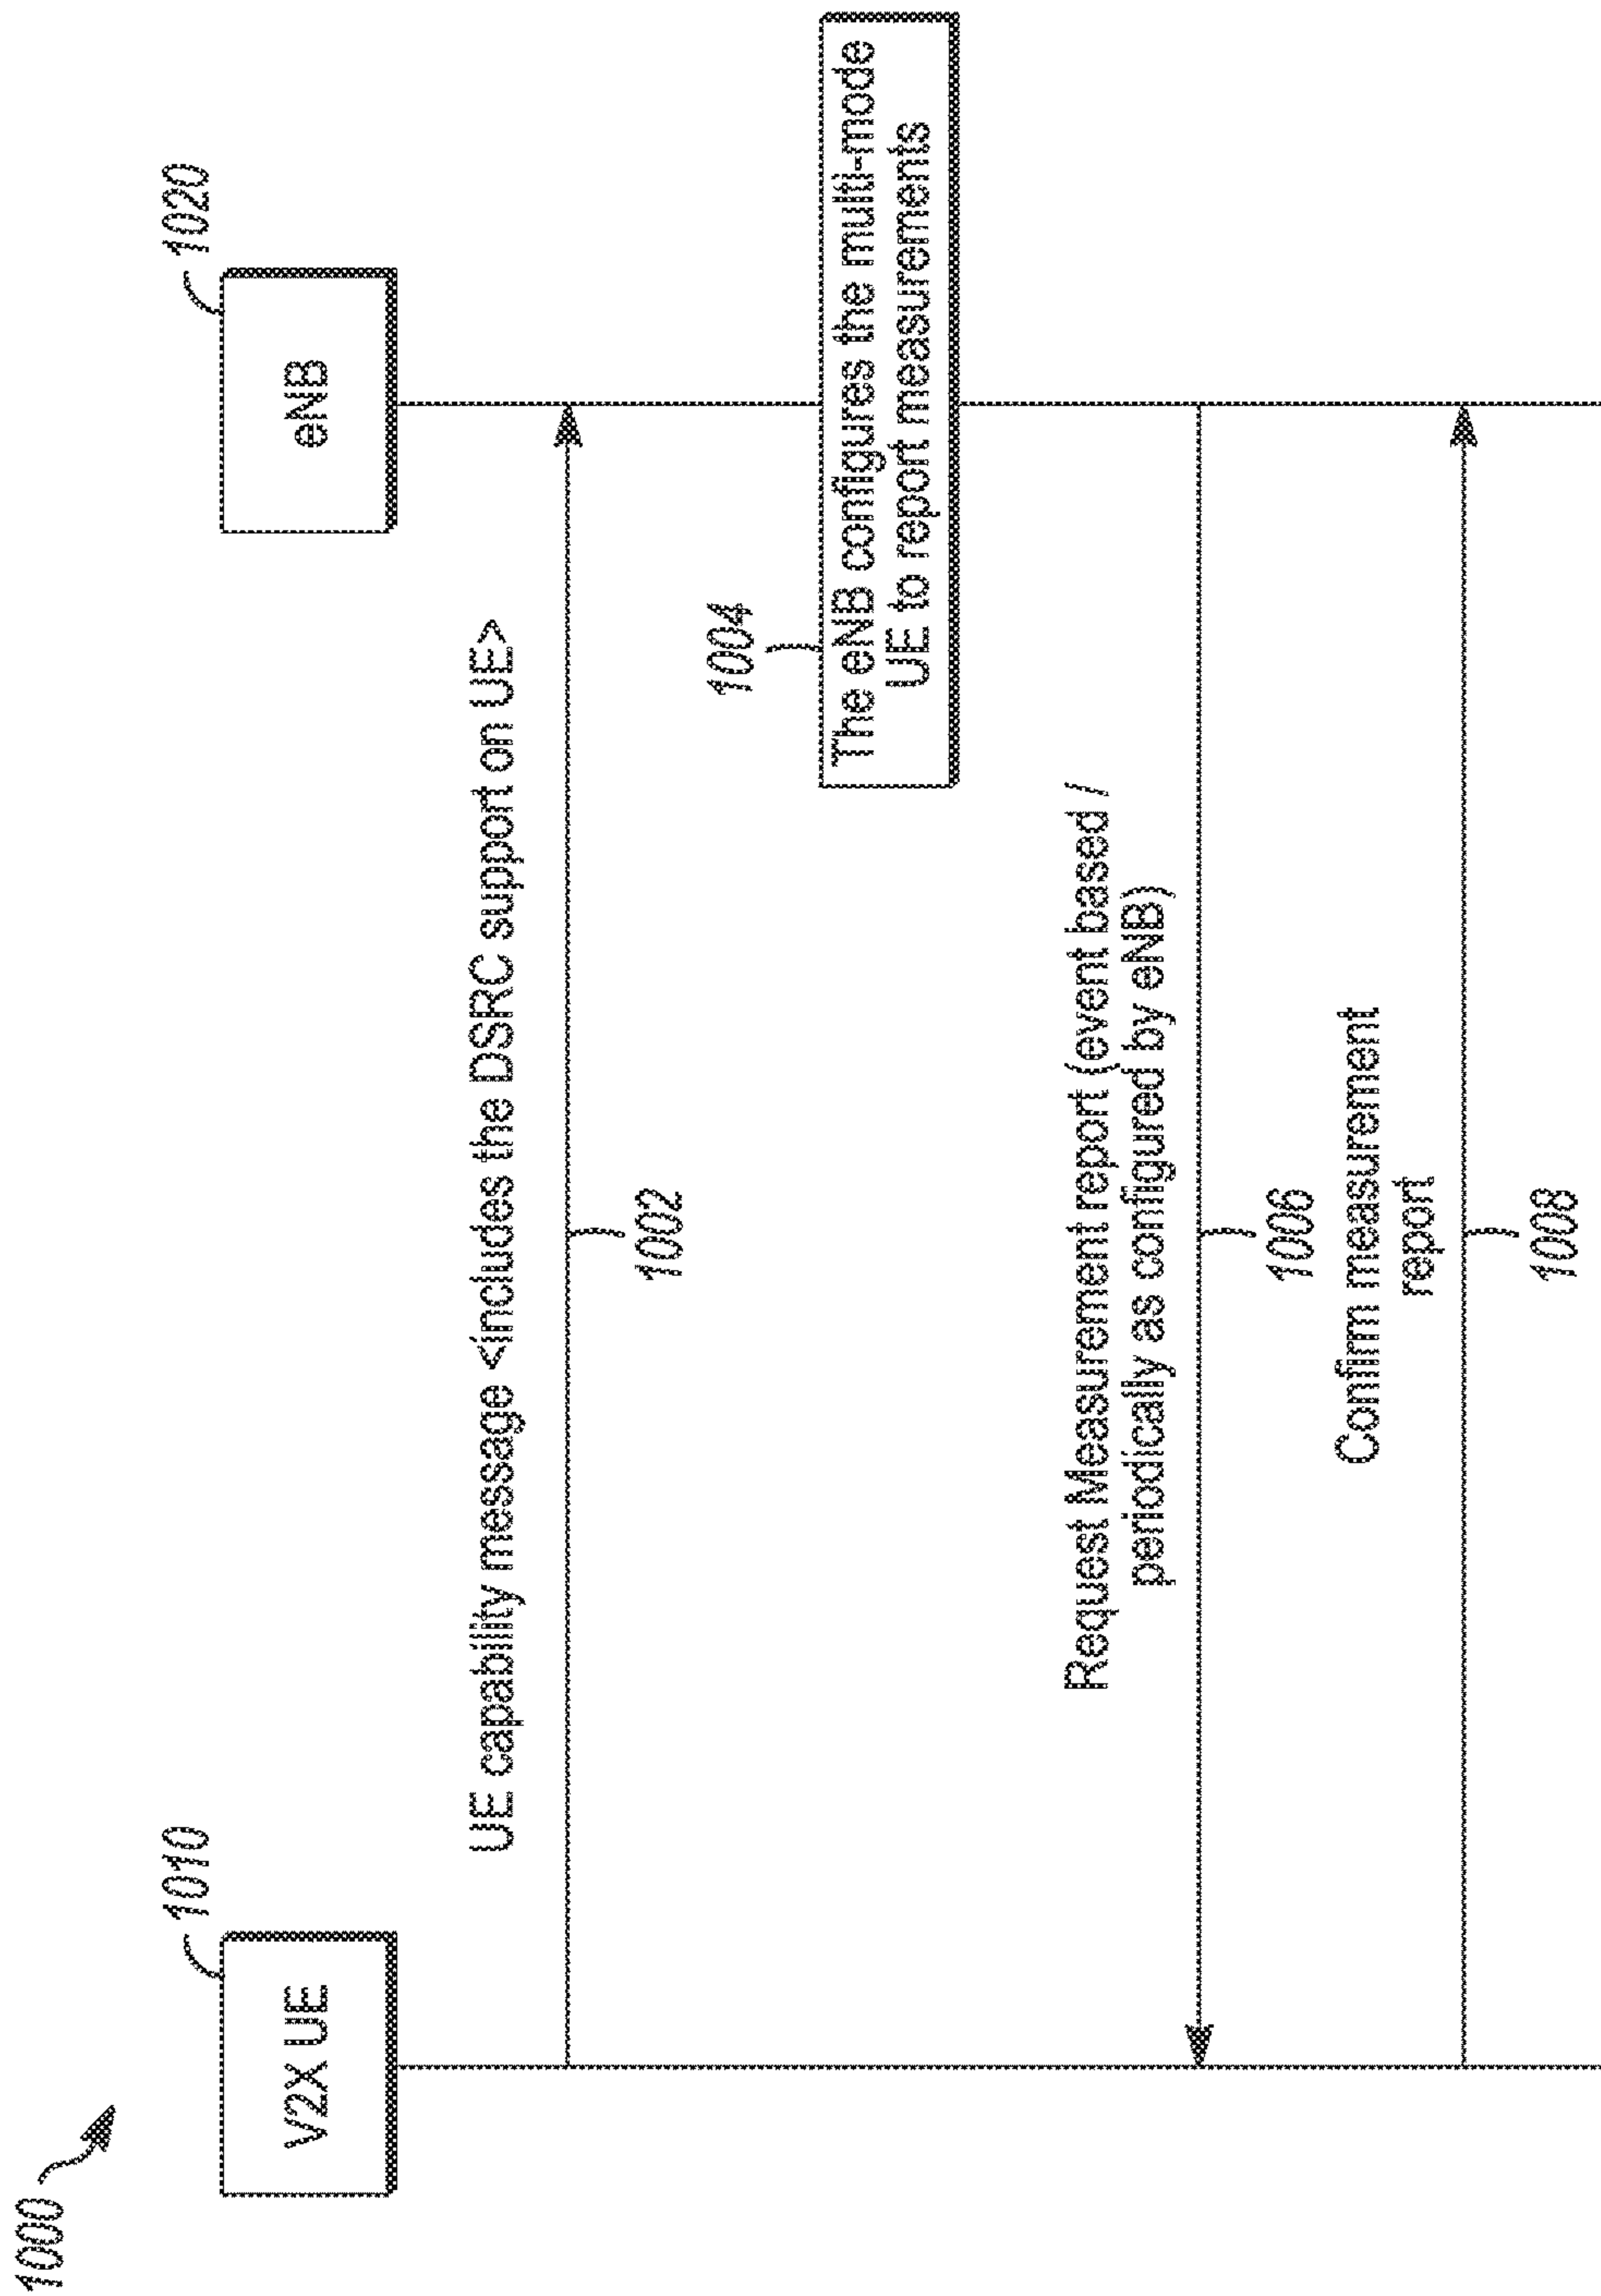 1000
1010
V2X UE
1020
eNB
UE capability message <includes the DSRC support on UE>
1002
1004
The eNB configures the multi-mode
UE to report measurements
Request Measurement report (event based /
periodically as configured by eNB)
1006
Confirm measurement
report
1008